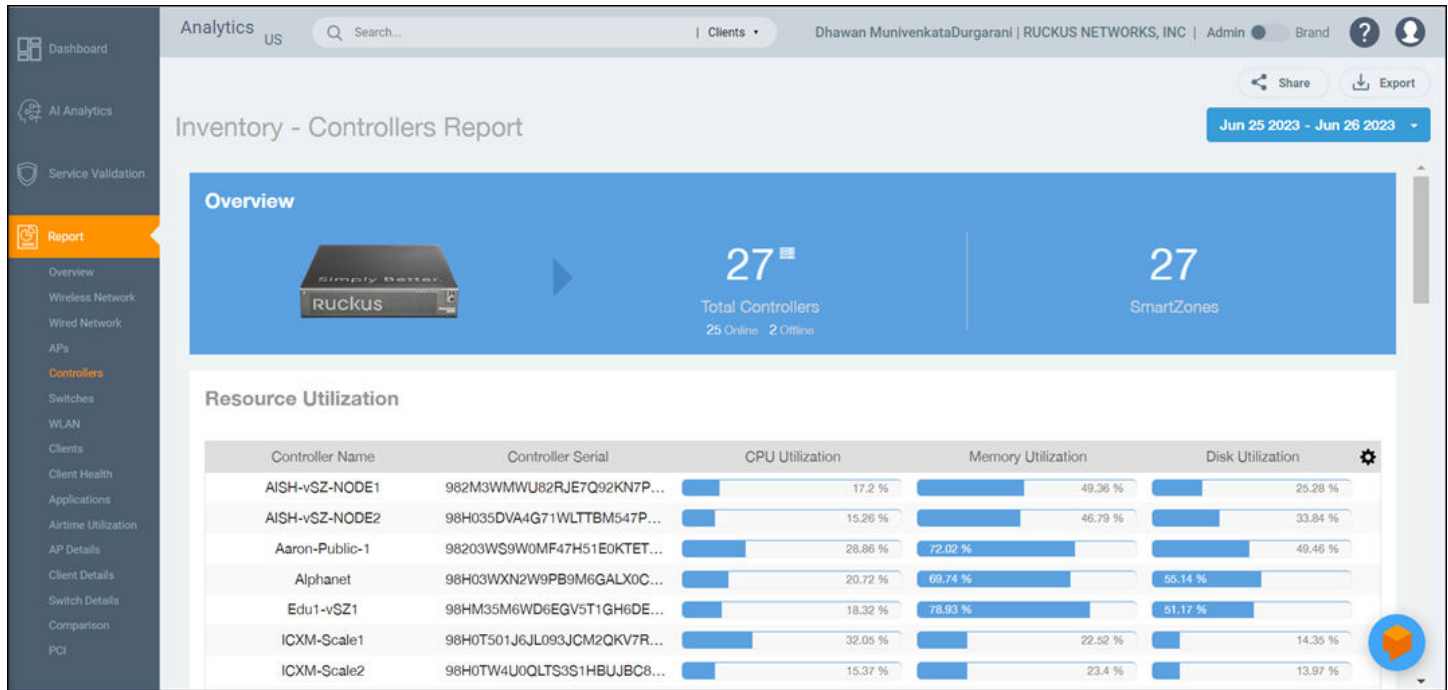 Analytics US Search... | Clients Dhawan MunivenkataDurgarani | RUCKUS NETWORKS, INC | Admin Brand ?
Dashboard
AI Analytics
Service Validation
Report
Overview
Wireless Network
Wired Network
APs
Controllers
Switches
WLAN
Clients
Client Health
Applications
Airtime Utilization
AP Details
Client Details
Switch Details
Comparison
PCI
Share Export
Inventory - Controllers Report
Jun 25 2023 - Jun 26 2023
Overview
Simply Better.
Ruckus
27
Total Controllers
25 Online 2 Offline
27
SmartZones
Resource Utilization
Controller Name Controller Serial CPU Utilization Memory Utilization Disk Utilization
AISH-vSZ-NODE1 982M3WMWU82RJE7Q92KN7P... 17.2 % 49.36 % 25.28 %
AISH-vSZ-NODE2 98H035DVA4G71WLTTBM547P... 15.26 % 46.79 % 33.84 %
Aaron-Public-1 98203WS9W0MF47H51E0KTET... 28.86 % 72.02 % 49.46 %
Alphanet 98H03WXN2W9PB9M6GALX0C... 20.72 % 69.74 % 55.14 %
Edu1-vSZ1 98HM35M6WD6EGV5T1GH6DE... 18.32 % 78.93 % 51.17 %
ICXM-Scale1 98H0T501J6JL093JCM2QKV7R... 32.05 % 22.52 % 14.35 %
ICXM-Scale2 98H0TW4U0QLTS3S1HBUJBC8... 15.37 % 23.4 % 13.97 %